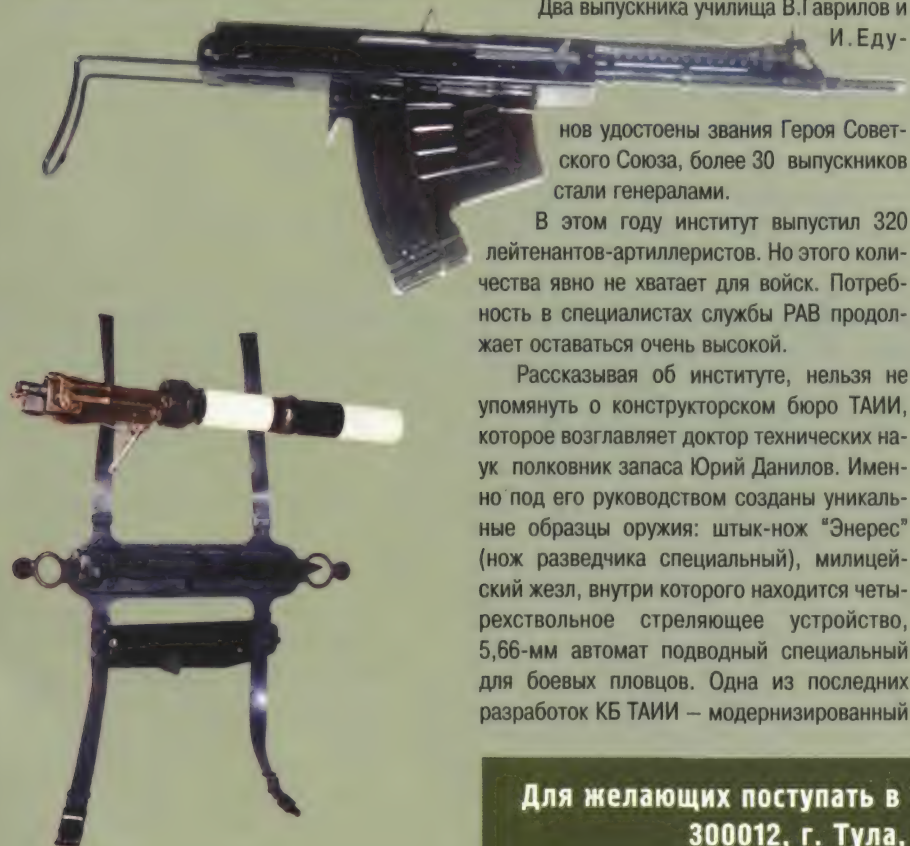 Два выпускника училища В.Гаврилов и
И.Еду-
нов удостоены звания Героя Совет-
ского Союза, более 30 выпускников
стали генералами.
В этом году институт выпустил 320
лейтенантов-артиллеристов. Но этого коли-
чества явно не хватает для войск. Потреб-
ность в специалистах службы РАВ продол-
жает оставаться очень высокой.
Рассказывая об институте, нельзя не
упомянуть о конструкторском бюро ТАИИ,
которое возглавляет доктор технических на-
ук полковник запаса Юрий Данилов. Имен-
но под его руководством созданы уникаль-
ные образцы оружия: штык-нож "Энерес"
(нож разведчика специальный), милицей-
ский жезл, внутри которого находится четы-
рехствольное стреляющее устройство,
5,66-мм автомат подводный специальный
для боевых пловцов. Одна из последних
разработок КБ ТАИИ – модернизированный
Для желающих поступать в
300012, г. Тула,